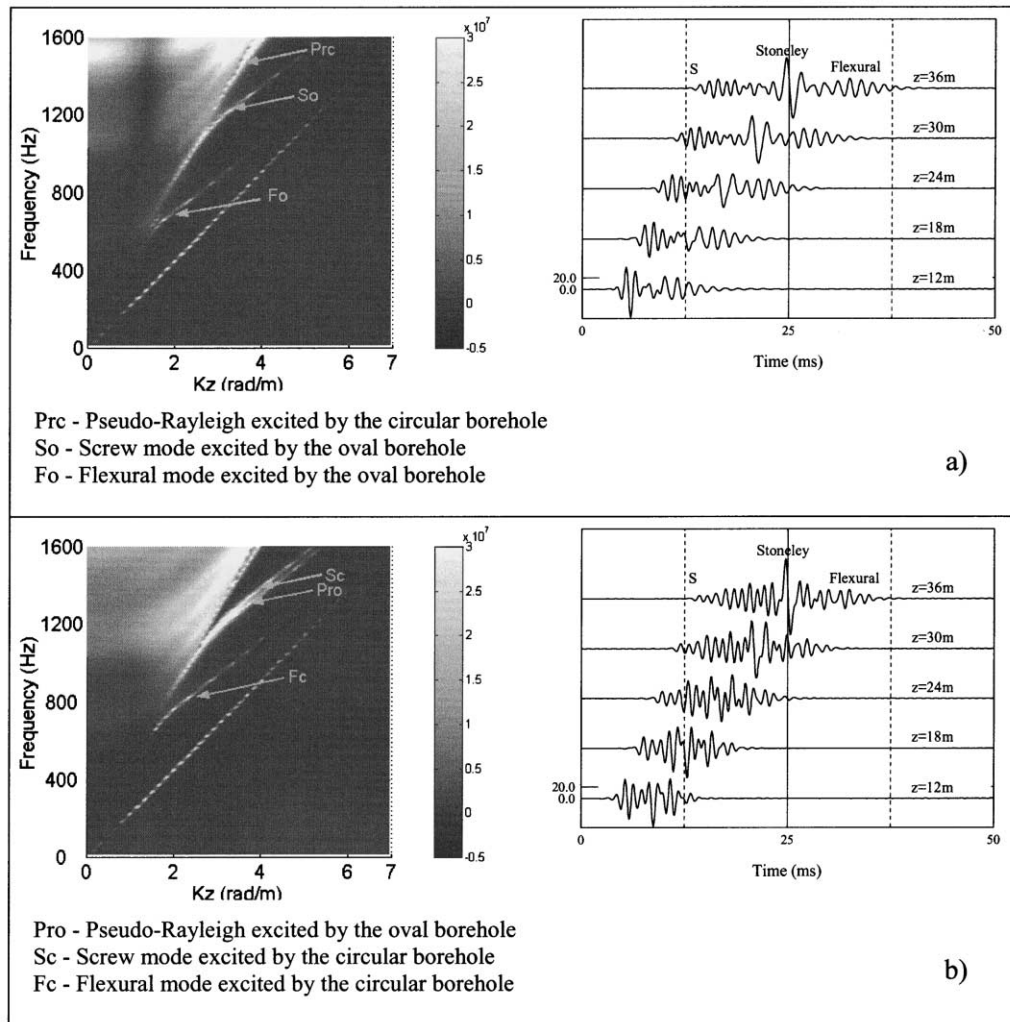 x 10^7
1600
1200
800
400
0
0 2 4 6 7
Frequency (Hz)
Kz (rad/m)
Prc
So
Fo
3
2.5
2
1.5
1
0.5
0
-0.5
S
Stoneley
Flexural
z=36m
z=30m
z=24m
z=18m
z=12m
20.0
0.0
0 25 50
Time (ms)
Prc - Pseudo-Rayleigh excited by the circular borehole
So - Screw mode excited by the oval borehole
Fo - Flexural mode excited by the oval borehole
a)
x 10^7
1600
1200
800
400
0
0 2 4 6 7
Frequency (Hz)
Kz (rad/m)
Sc
Pro
Fc
3
2.5
2
1.5
1
0.5
0
-0.5
S
Stoneley
Flexural
z=36m
z=30m
z=24m
z=18m
z=12m
20.0
0.0
0 25 50
Time (ms)
Pro - Pseudo-Rayleigh excited by the oval borehole
Sc - Screw mode excited by the circular borehole
Fc - Flexural mode excited by the circular borehole
b)